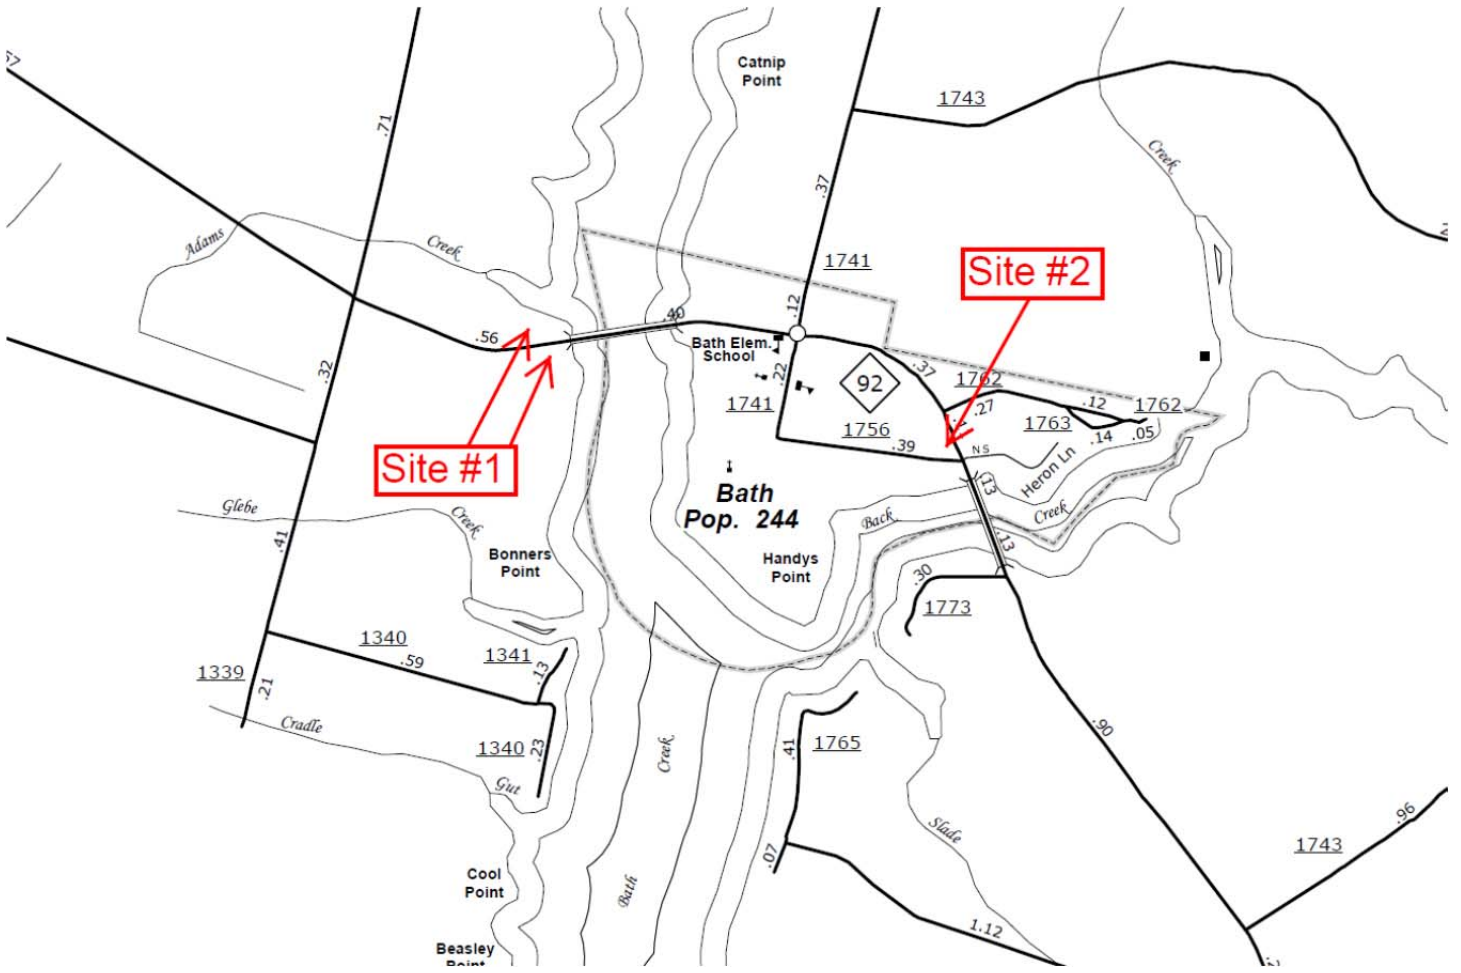 57
Catnip
Point
.71
1743
Creek
.37
Adams
Creek
1741
Site #2
.12
.40
.56
Bath Elem.
School
.37
.32
.22
92
1762
.27
.12
1762
1741
1756
1763
.14
.05
.39
NS
Site #1
Heron Ln
.13
Bath
Pop. 244
Glebe
Creek
Back
Creek
.41
.13
Bonners
Point
Handys
Point
.30
1773
1340
.59
1341
.13
1339
.21
Cradle
1340
.23
Gut
Creek
1765
.41
.90
Slade
.96
1743
.07
Cool
Point
Bath
1.12
Beasley
Point